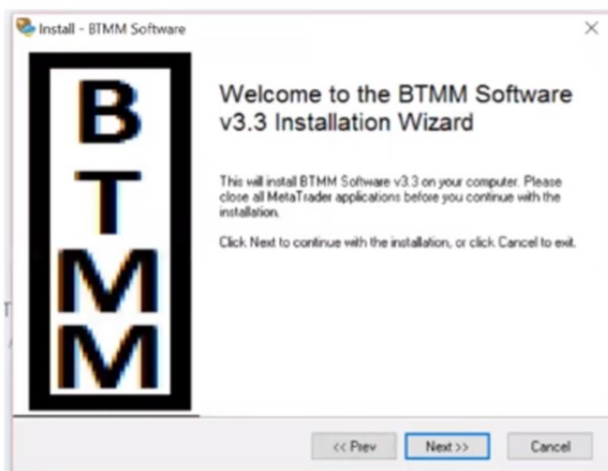 Install - BTMM Software
B
T
M
M
Welcome to the BTMM Software
v3.3 Installation Wizard
This will install BTMM Software v3.3 on your computer. Please
close all MetaTrader applications before you continue with the
installation.
Click Next to continue with the installation, or click Cancel to exit.
<< Prev
Next >>
Cancel